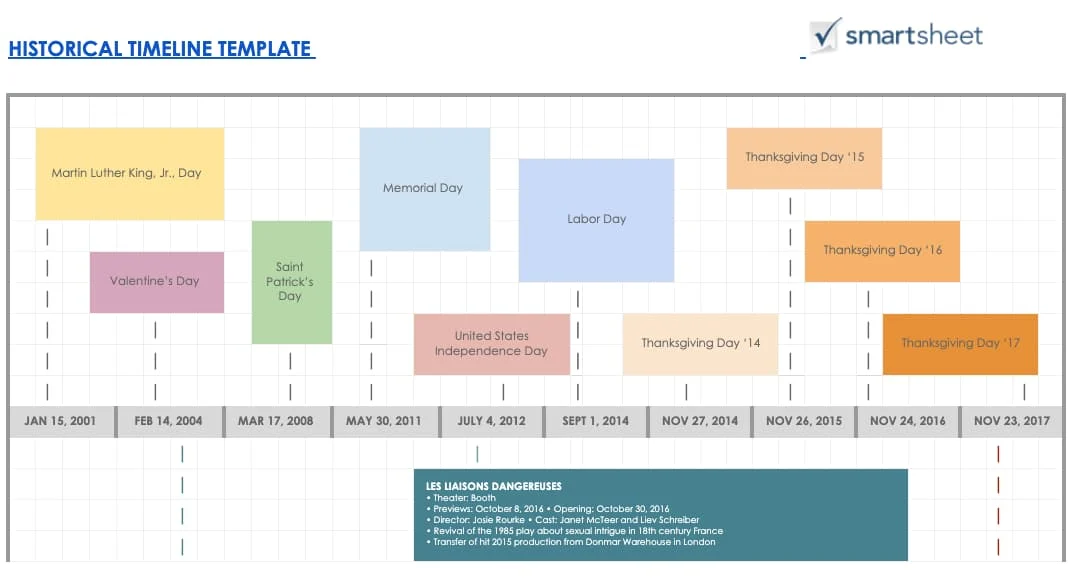 HISTORICAL TIMELINE TEMPLATE
smartsheet
Martin Luther King, Jr., Day
Memorial Day
Thanksgiving Day ‘15
Labor Day
Valentine’s Day
Saint
Patrick’s
Day
Thanksgiving Day ‘16
United States
Independence Day
Thanksgiving Day ‘14
Thanksgiving Day ‘17
JAN 15, 2001
FEB 14, 2004
MAR 17, 2008
MAY 30, 2011
JULY 4, 2012
SEPT 1, 2014
NOV 27, 2014
NOV 26, 2015
NOV 24, 2016
NOV 23, 2017
LES LIAISONS DANGEREUSES
• Theater: Booth
• Previews: October 8, 2016 • Opening: October 30, 2016
• Director: Josie Rourke • Cast: Janet McTeer and Liev Schreiber
• Revival of the 1985 play about sexual intrigue in 18th century France
• Transfer of hit 2015 production from Donmar Warehouse in London